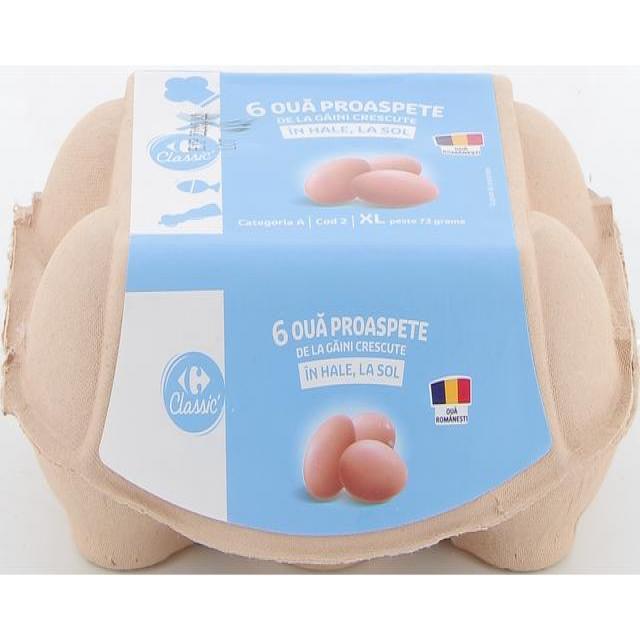 6 OUĂ PROASPETE
DE LA GĂINI CRESCUTE
ÎN HALE, LA SOL
Classic'
OUĂ
ROMÂNEȘTI
Categoria A | Cod 2 | XL peste 73 grame
6 OUĂ PROASPETE
DE LA GĂINI CRESCUTE
ÎN HALE, LA SOL
Classic'
OUĂ
ROMÂNEȘTI